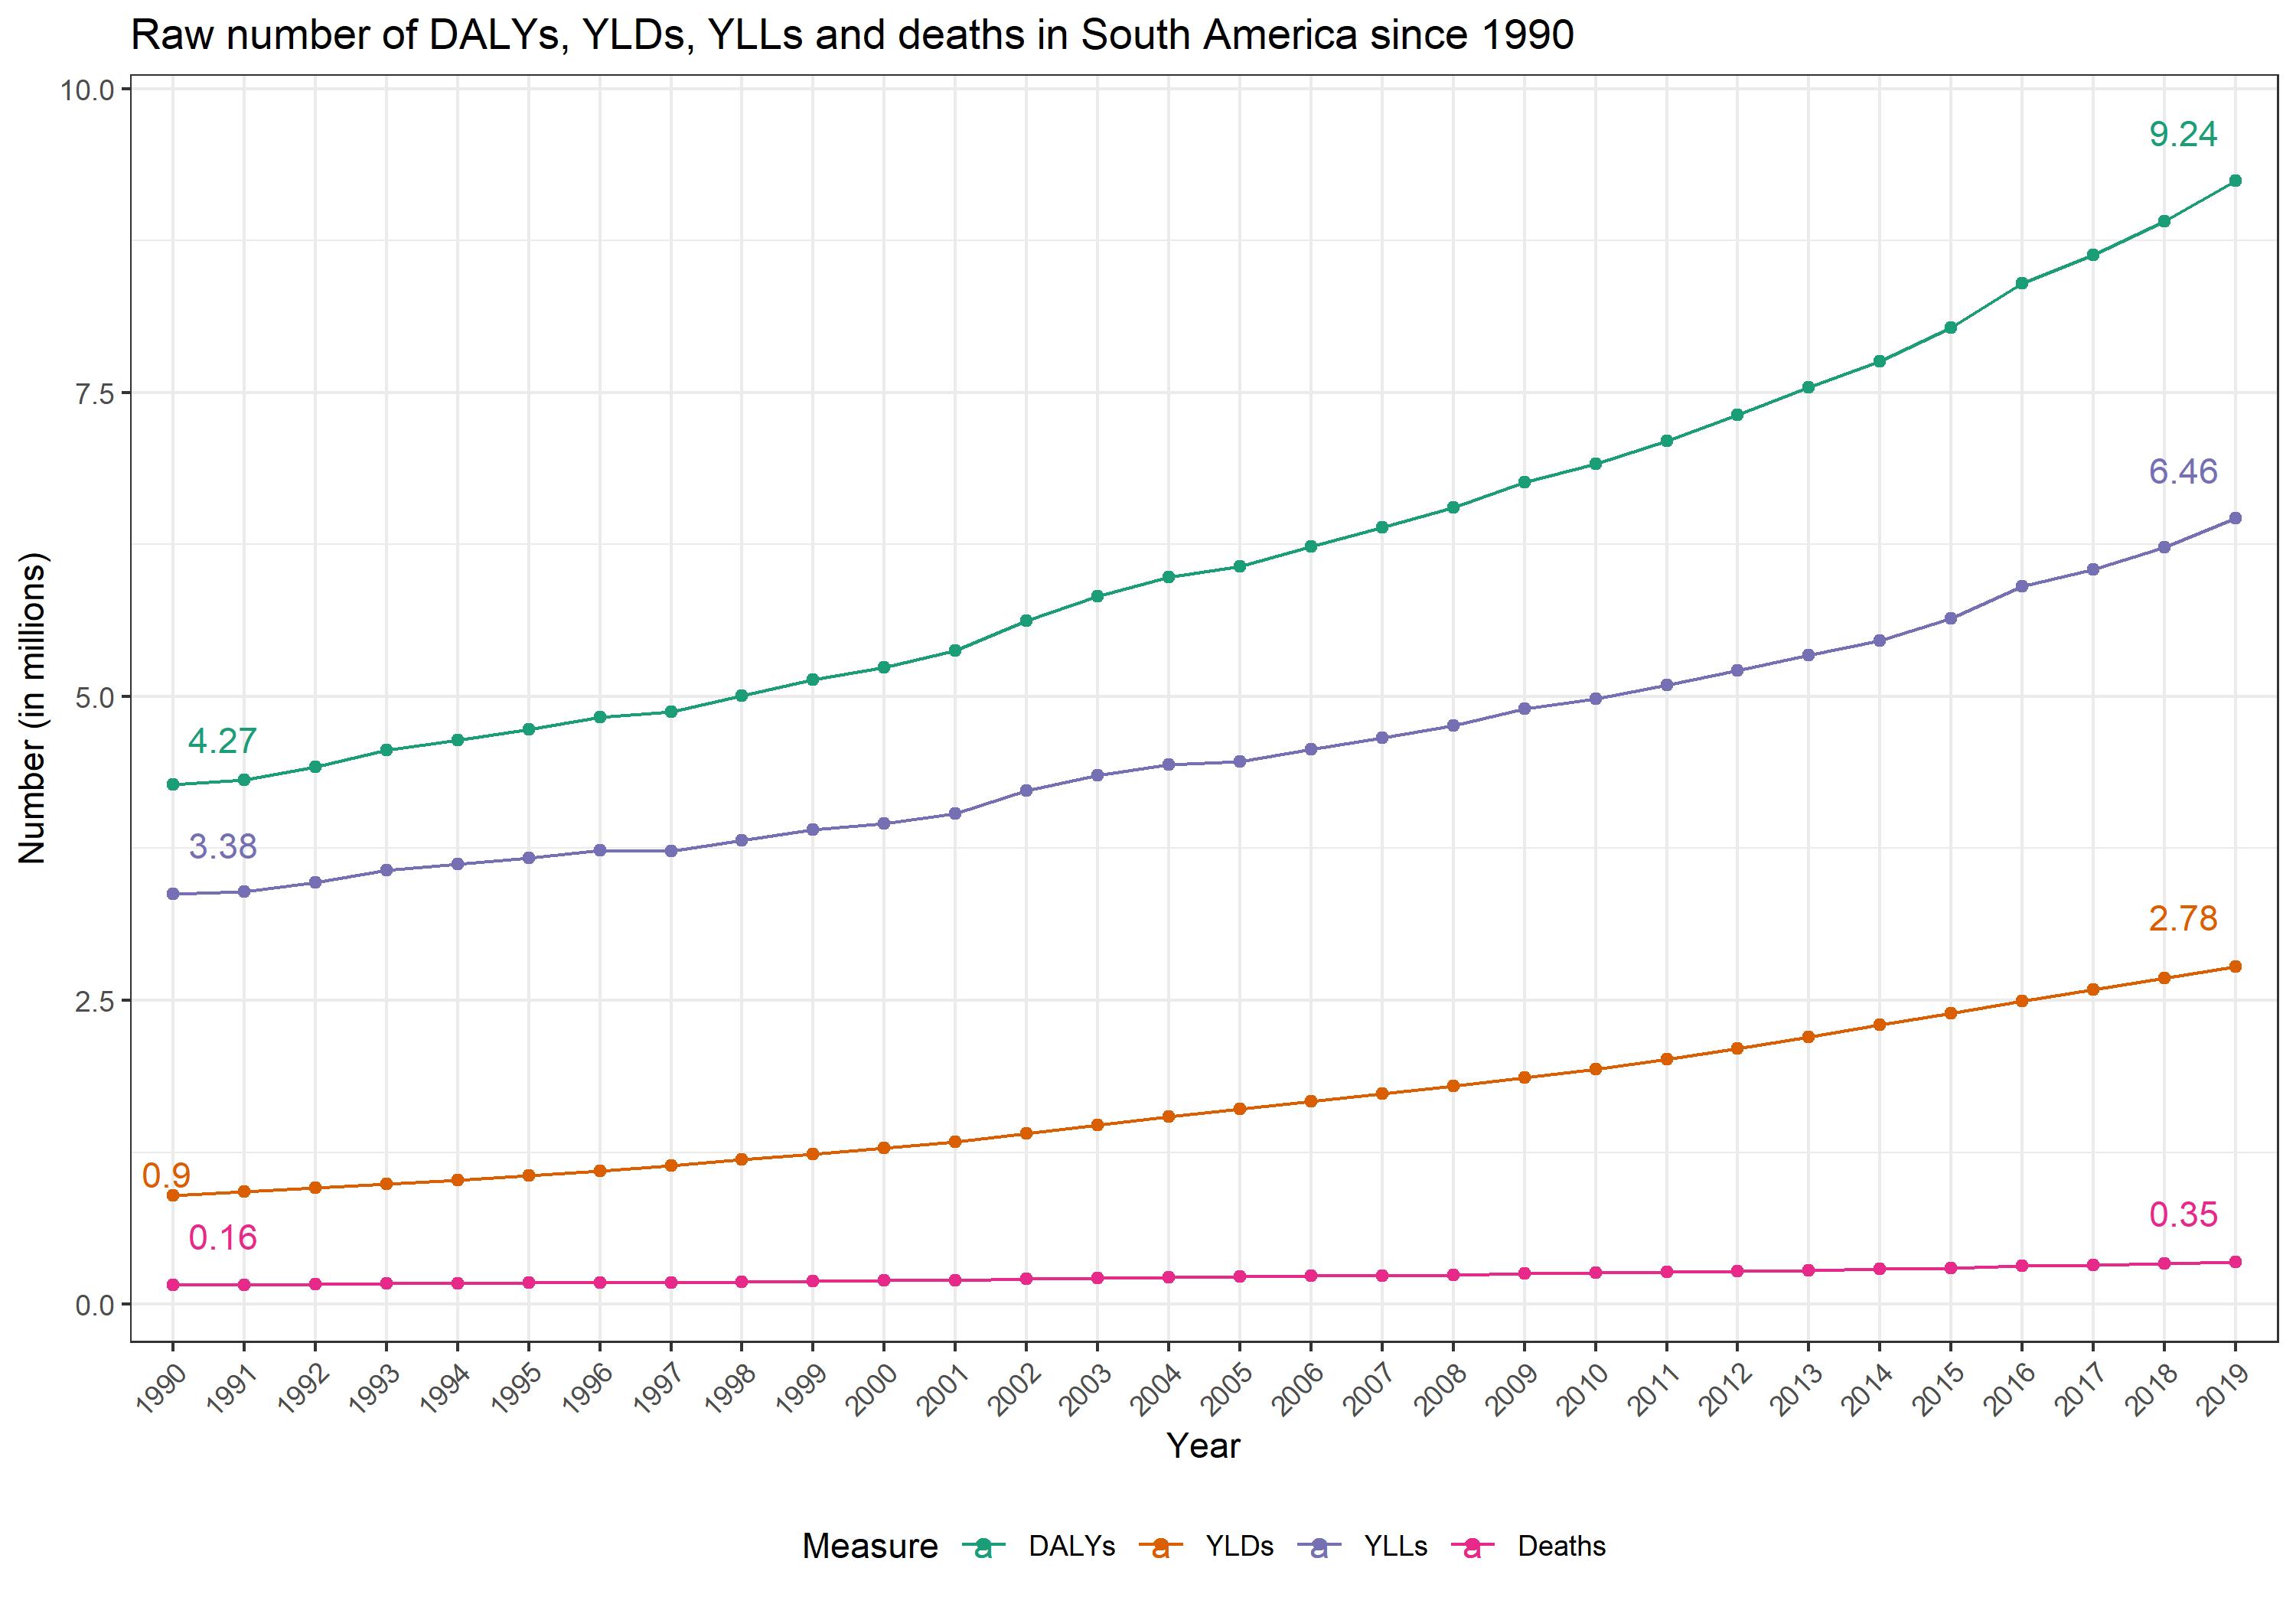 Raw number of DALYs, YLDs, YLLs and deaths in South America since 1990
Number (in millions)
10.0
7.5
5.0
2.5
0.0
9.24
6.46
4.27
3.38
2.78
0.9
0.16
0.35
1990 1991 1992 1993 1994 1995 1996 1997 1998 1999 2000 2001 2002 2003 2004 2005 2006 2007 2008 2009 2010 2011 2012 2013 2014 2015 2016 2017 2018 2019
Year
Measure a DALYs a YLDs a YLLs a Deaths